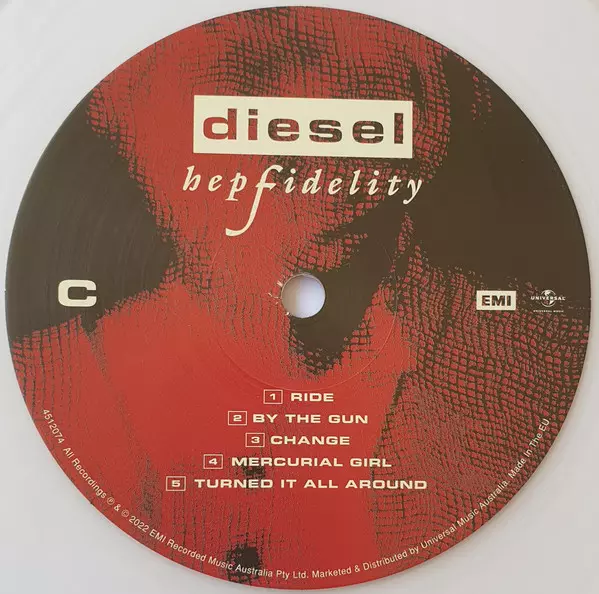 diesel
hepfidelity
C
EMI
UNIVERSAL
UNIVERSAL MUSIC
1 RIDE
2 BY THE GUN
3 CHANGE
4 MERCURIAL GIRL
5 TURNED IT ALL AROUND
4512074 All Recordings ℗ & © 2022 EMI Recorded Music Australia Pty Ltd. Marketed & Distributed by Universal Music Australia. Made In The EU